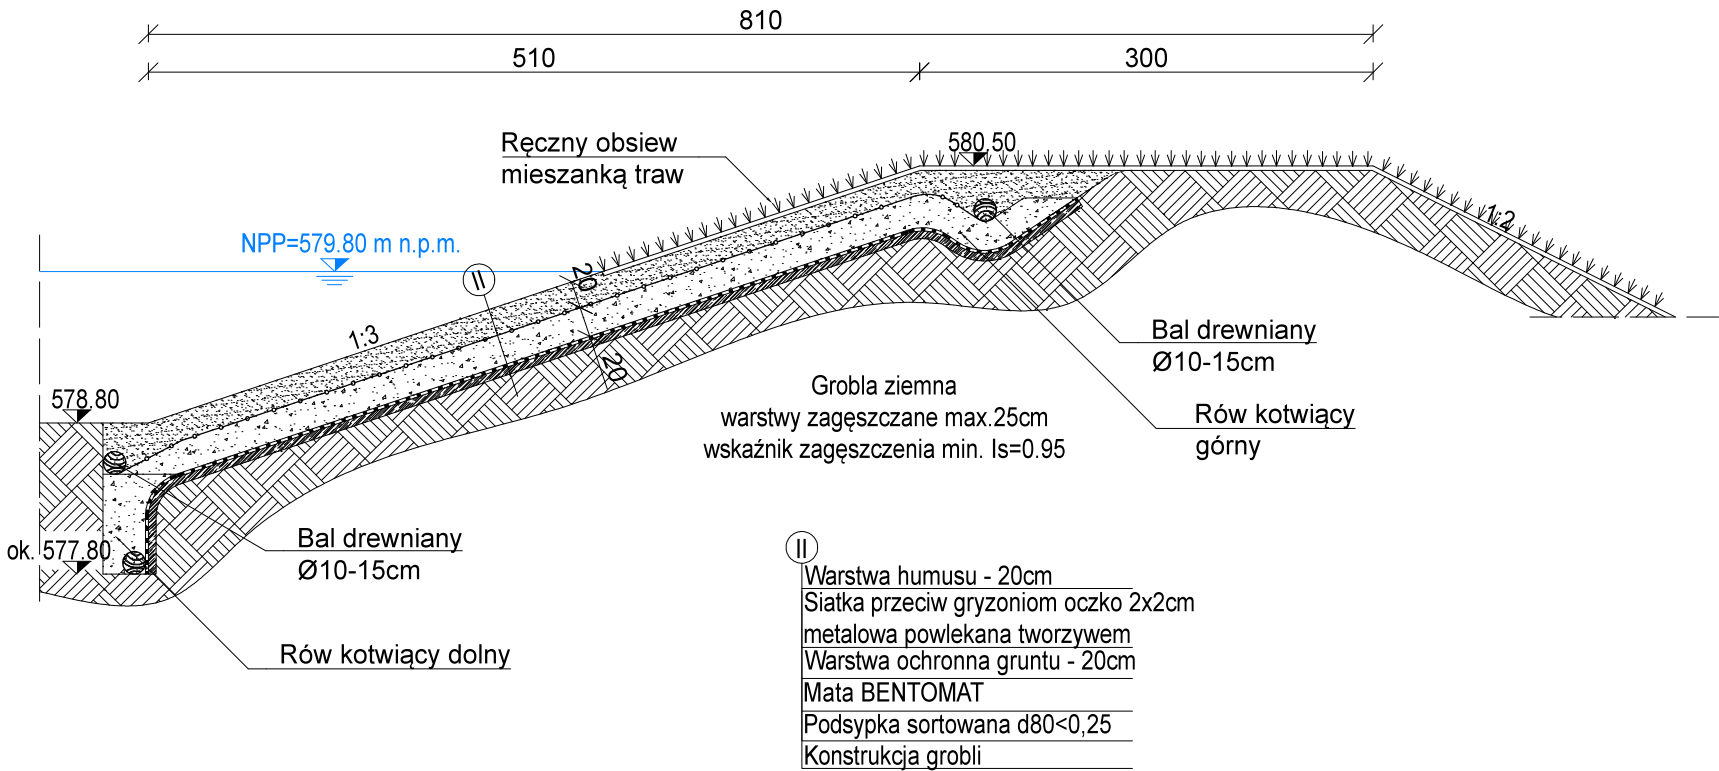 810
510
300
Ręczny obsiew
mieszanką traw
580.50
NPP=579.80 m n.p.m.
II
20
1:2
1:3
20
Bal drewniany
Ø10-15cm
578.80
Grobla ziemna
warstwy zagęszczane max.25cm
wskaźnik zagęszczenia min. Is=0.95
Rów kotwiący
górny
ok. 577.80
Bal drewniany
Ø10-15cm
Rów kotwiący dolny
II
Warstwa humusu - 20cm
Siatka przeciw gryzoniom oczko 2x2cm
metalowa powlekana tworzywem
Warstwa ochronna gruntu - 20cm
Mata BENTOMAT
Podsypka sortowana d80<0,25
Konstrukcja grobli